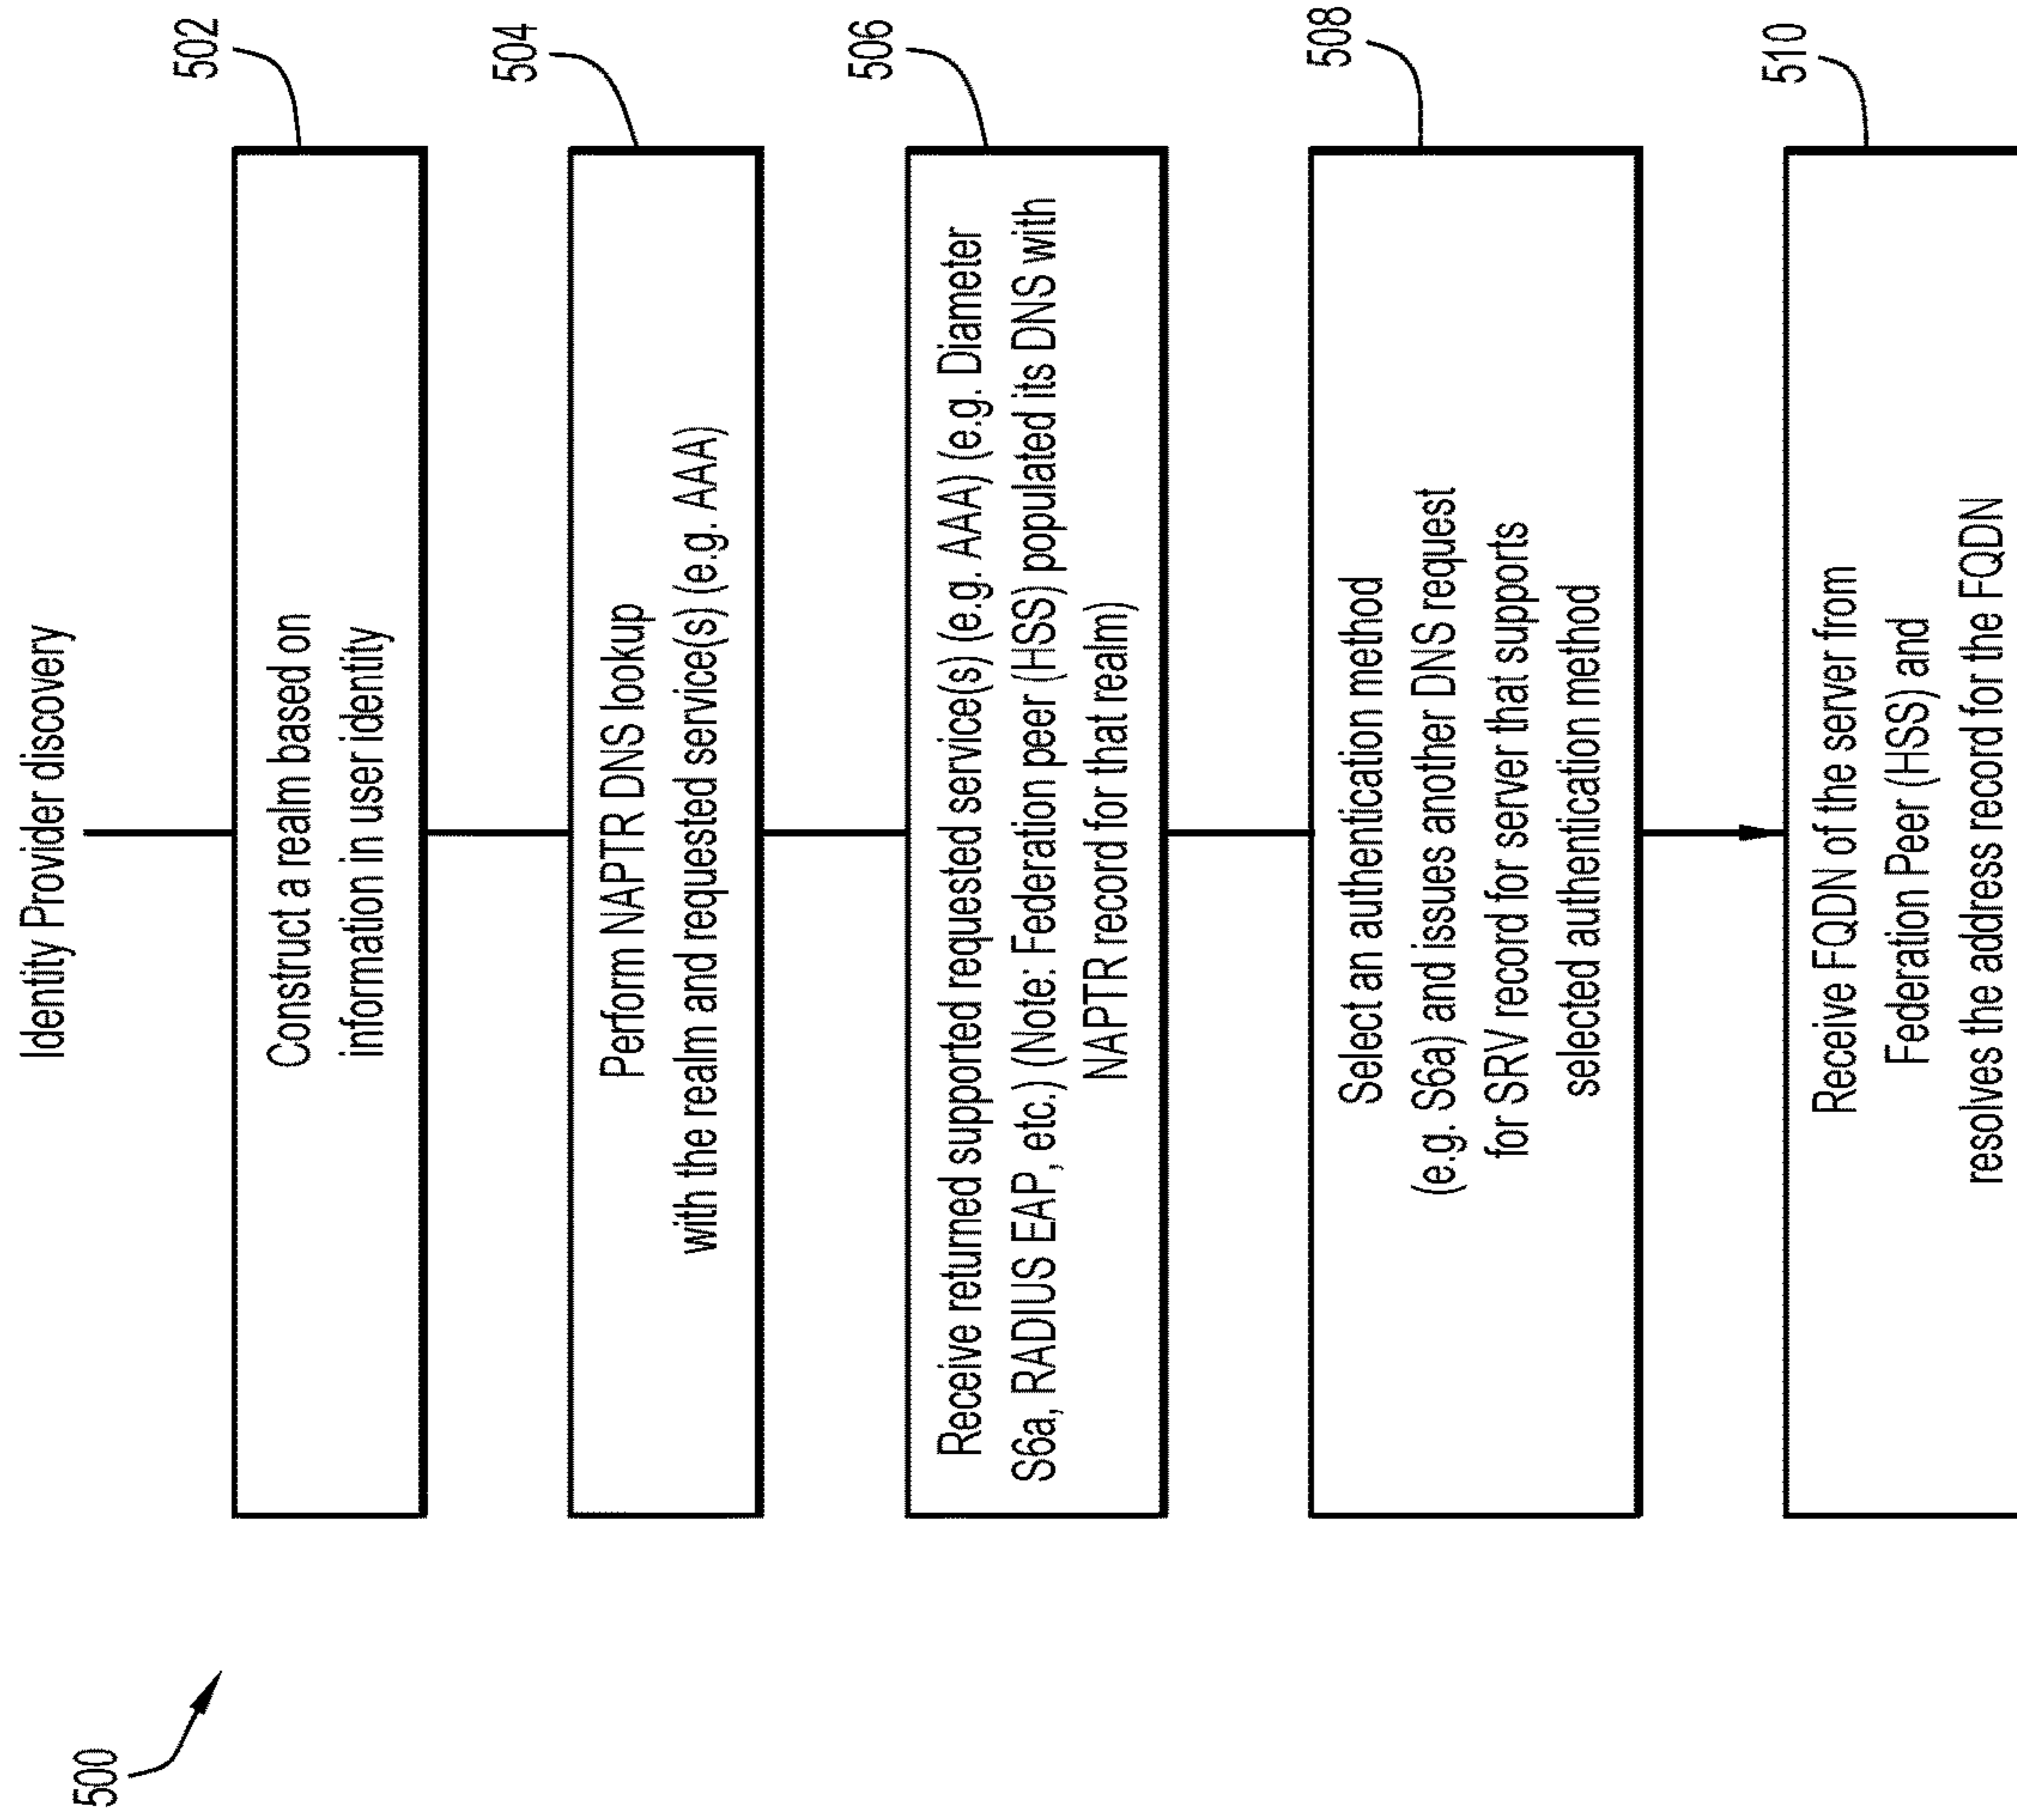 500
Identity Provider discovery
502
Construct a realm based on
information in user identity
504
Perform NAPTR DNS lookup
with the realm and requested service(s) (e.g. AAA)
506
Receive returned supported requested service(s) (e.g. AAA) (e.g. Diameter
S6a, RADIUS EAP, etc.) (Note: Federation peer (HSS) populated its DNS with
NAPTR record for that realm)
508
Select an authentication method
(e.g. S6a) and issues another DNS request
for SRV record for server that supports
selected authentication method
510
Receive FQDN of the server from
Federation Peer (HSS) and
resolves the address record for the FQDN